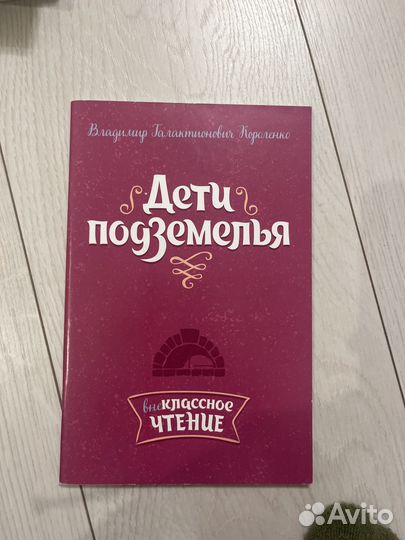 Владимир Галактионович Короленко
Дети
подземелья
внеклассное
чтение
Avito